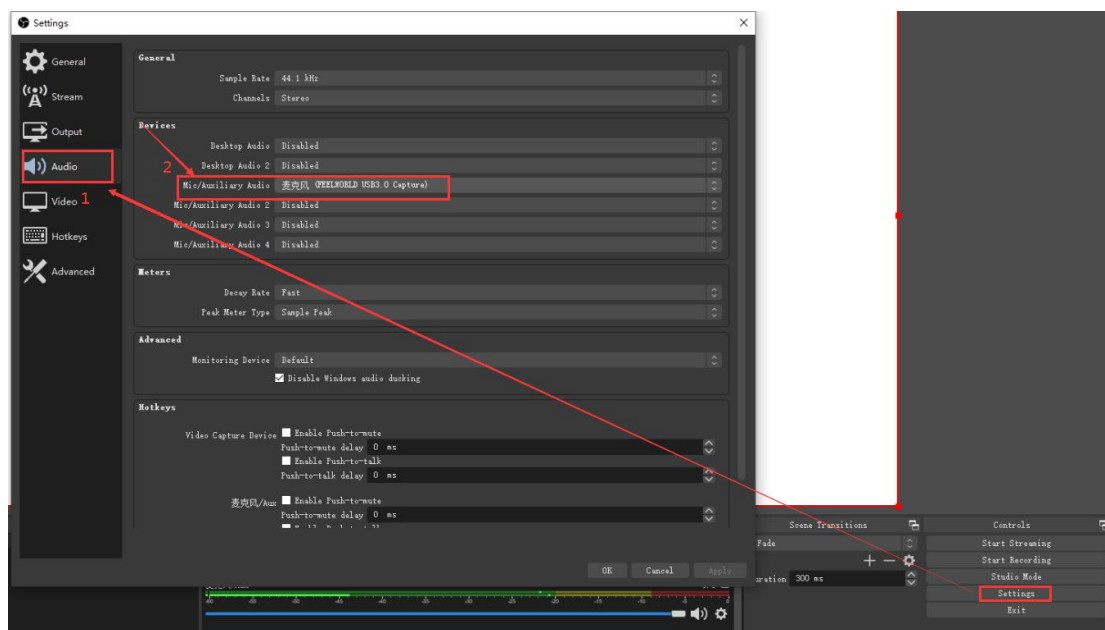 Settings
General
Stream
Output
Audio
Video
Hotkeys
Advanced
1
2
General
Sample Rate 44.1 kHz
Channels Stereo
Devices
Desktop Audio Disabled
Desktop Audio 2 Disabled
Mic/Auxiliary Audio 麦克风 (FEELWORLD USB3.0 Capture)
Mic/Auxiliary Audio 2 Disabled
Mic/Auxiliary Audio 3 Disabled
Mic/Auxiliary Audio 4 Disabled
Meters
Decay Rate Fast
Peak Meter Type Sample Peak
Advanced
Monitoring Device Default
Disable Windows audio ducking
Hotkeys
Video Capture Device Enable Push-to-mute
Push-to-mute delay 0 ms
Enable Push-to-talk
Push-to-talk delay 0 ms
麦克风/Aux Enable Push-to-mute
Push-to-mute delay 0 ms
OK Cancel Apply
Scene Transitions
Fade
300 ms
Controls
Start Streaming
Start Recording
Studio Mode
Settings
Exit